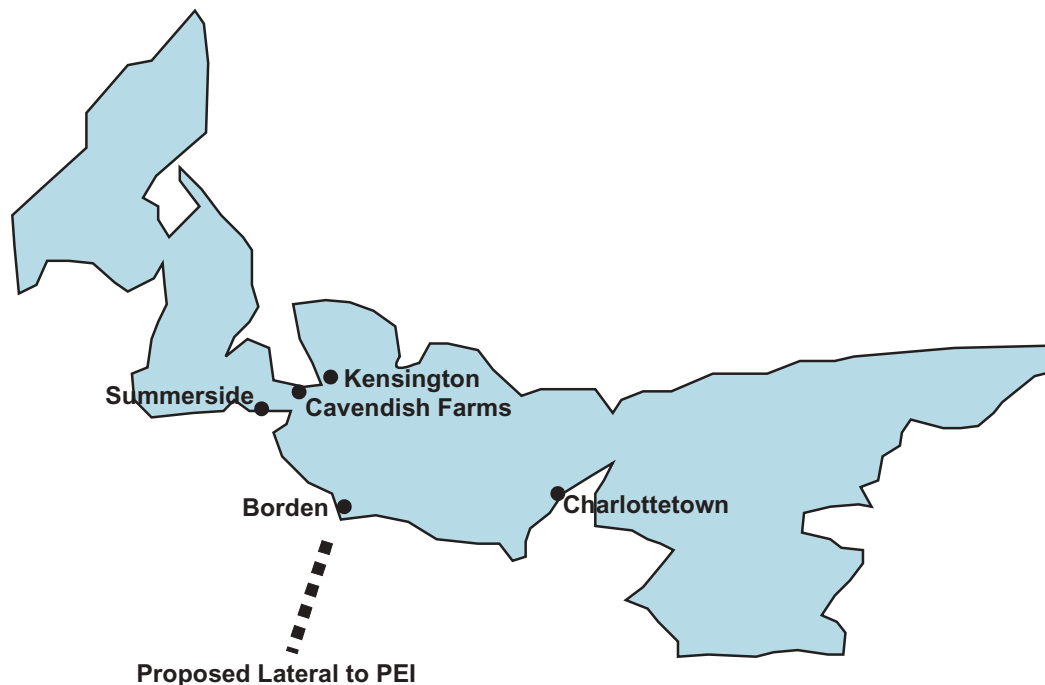 Kensington
Summerside
Cavendish Farms
Borden
Charlottetown
Proposed Lateral to PEI